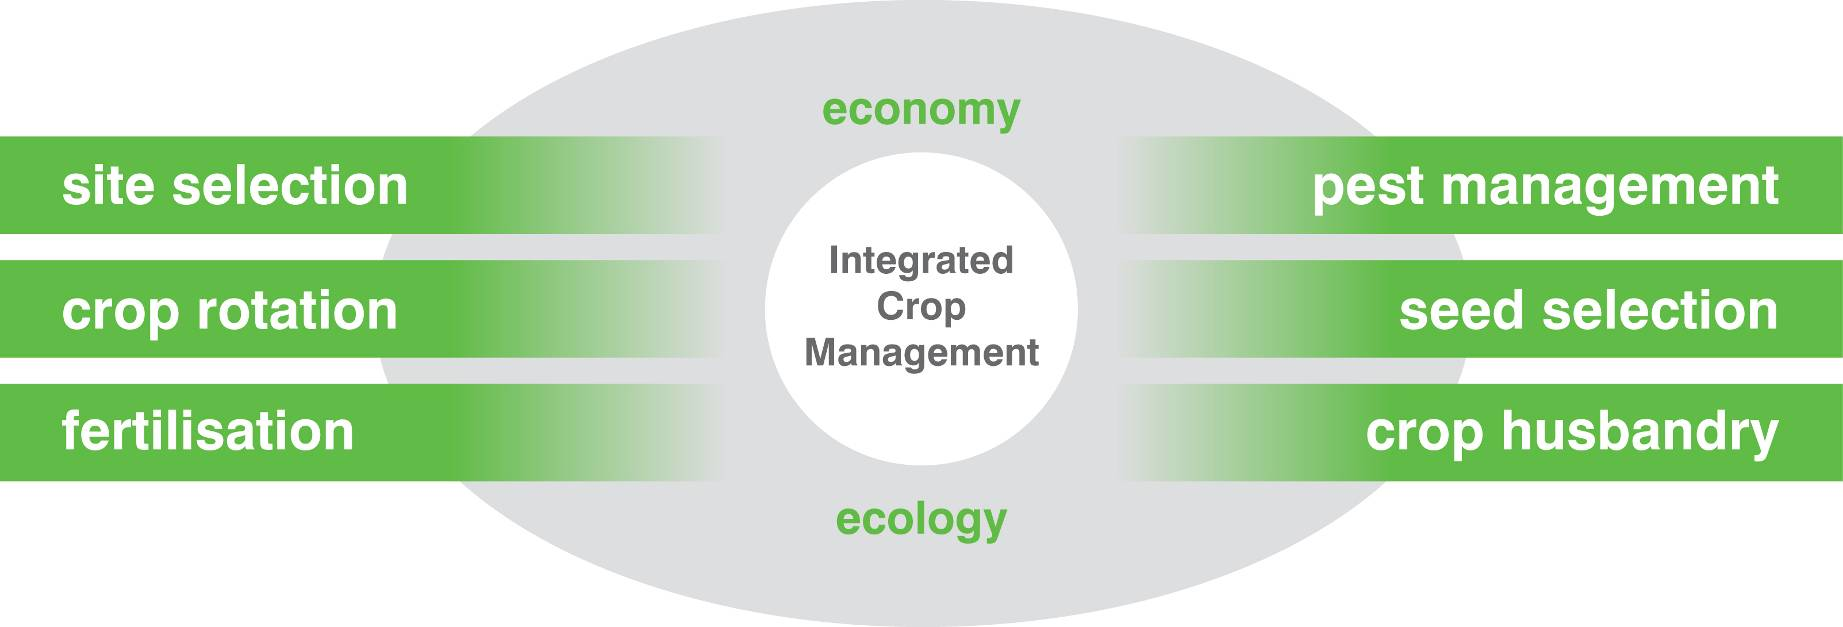 economy
site selection
crop rotation
fertilisation
Integrated
Crop
Management
pest management
seed selection
crop husbandry
ecology